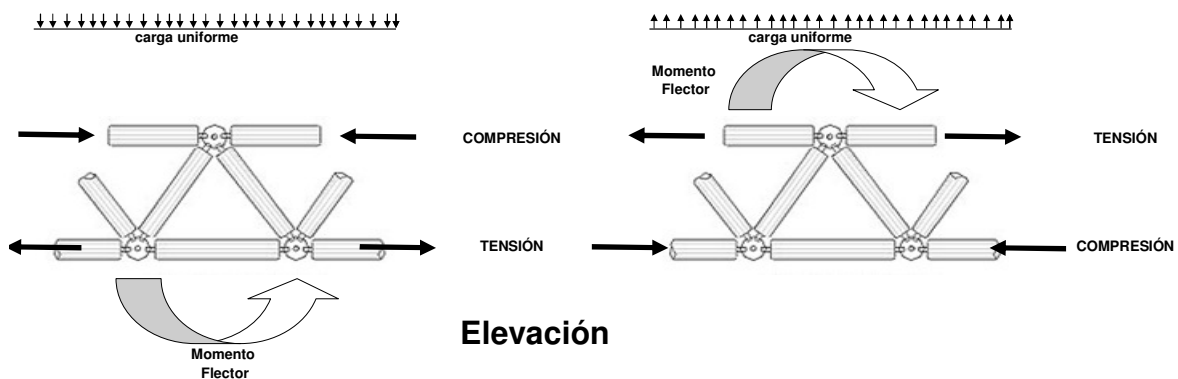 carga uniforme
COMPRESIÓN
TENSIÓN
Momento
Flector
Elevación
carga uniforme
Momento
Flector
TENSIÓN
COMPRESIÓN